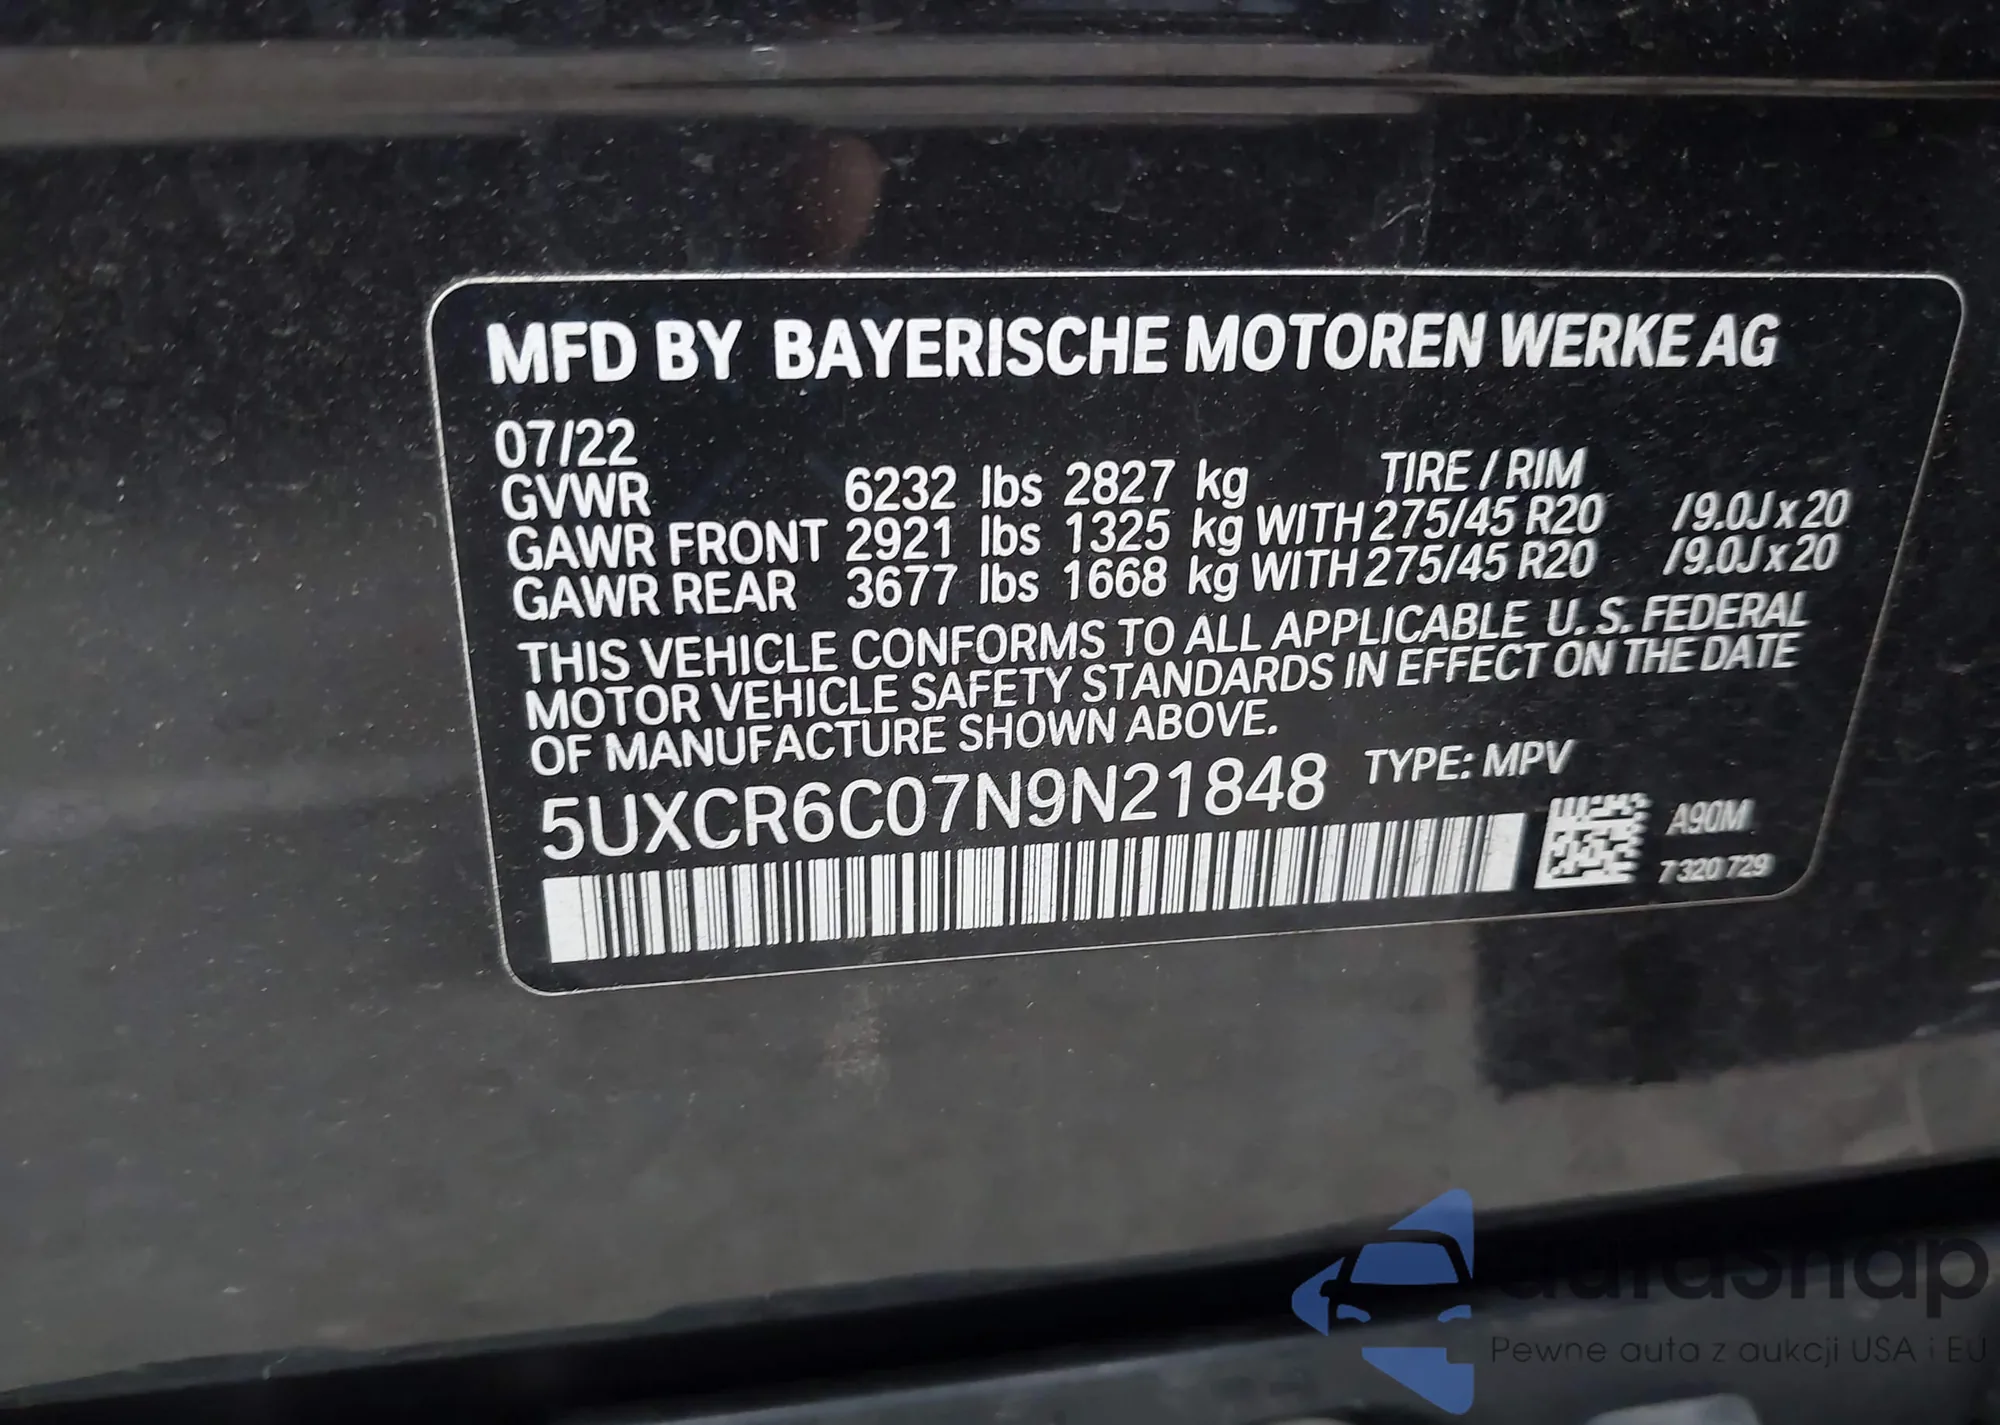 MFD BY BAYERISCHE MOTOREN WERKE AG
07/22
TIRE / RIM
GVWR 6232 lbs 2827 kg
GAWR FRONT 2921 lbs 1325 kg WITH 275/45 R20 /9.0J x 20
GAWR REAR 3677 lbs 1668 kg WITH 275/45 R20 /9.0J x 20
THIS VEHICLE CONFORMS TO ALL APPLICABLE U. S. FEDERAL
MOTOR VEHICLE SAFETY STANDARDS IN EFFECT ON THE DATE
OF MANUFACTURE SHOWN ABOVE.
5UXCR6C07N9N21848 TYPE: MPV
A90M
7 320 729
autasnap
Pewne auta z aukcji USA i EU